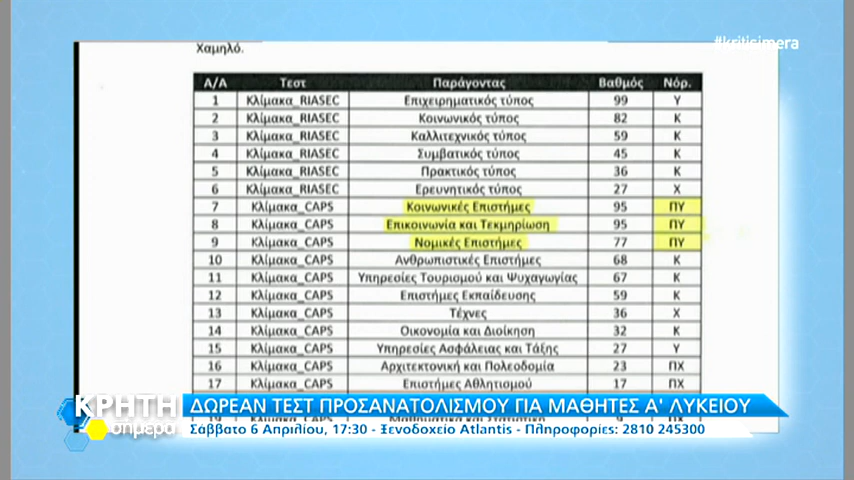 #kritisimera
Χαμηλό.
Α/Α Τεστ Παράγοντας Βαθμός Νόρ.
1 Κλίμακα_RIASEC Επιχειρηματικός τύπος 99 Υ
2 Κλίμακα_RIASEC Κοινωνικός τύπος 82 Κ
3 Κλίμακα_RIASEC Καλλιτεχνικός τύπος 59 Κ
4 Κλίμακα_RIASEC Συμβατικός τύπος 45 Κ
5 Κλίμακα_RIASEC Πρακτικός τύπος 36 Κ
6 Κλίμακα_RIASEC Ερευνητικός τύπος 27 Χ
7 Κλίμακα_CAPS Κοινωνικές Επιστήμες 95 ΠΥ
8 Κλίμακα_CAPS Επικοινωνία και Τεκμηρίωση 95 ΠΥ
9 Κλίμακα_CAPS Νομικές Επιστήμες 77 ΠΥ
10 Κλίμακα_CAPS Ανθρωπιστικές Επιστήμες 68 Κ
11 Κλίμακα_CAPS Υπηρεσίες Τουρισμού και Ψυχαγωγίας 67 Κ
12 Κλίμακα_CAPS Επιστήμες Εκπαίδευσης 59 Κ
13 Κλίμακα_CAPS Τέχνες 36 Χ
14 Κλίμακα_CAPS Οικονομία και Διοίκηση 32 Κ
15 Κλίμακα_CAPS Υπηρεσίες Ασφάλειας και Τάξης 27 Υ
16 Κλίμακα_CAPS Αρχιτεκτονική και Πολεοδομία 23 ΠΧ
17 Κλίμακα_CAPS Επιστήμες Αθλητισμού 17 ΠΧ
ΚΡΗΤΗ
σήμερα
ΔΩΡΕΑΝ ΤΕΣΤ ΠΡΟΣΑΝΑΤΟΛΙΣΜΟΥ ΓΙΑ ΜΑΘΗΤΕΣ Α' ΛΥΚΕΙΟΥ
Σάββατο 6 Απριλίου, 17:30 - Ξενοδοχείο Atlantis - Πληροφορίες: 2810 245300